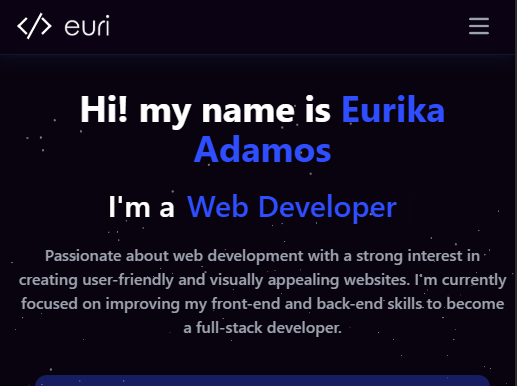 </> euri
Hi! my name is Eurika
Adamos
I'm a Web Developer
Passionate about web development with a strong interest in
creating user-friendly and visually appealing websites. I'm currently
focused on improving my front-end and back-end skills to become
a full-stack developer.